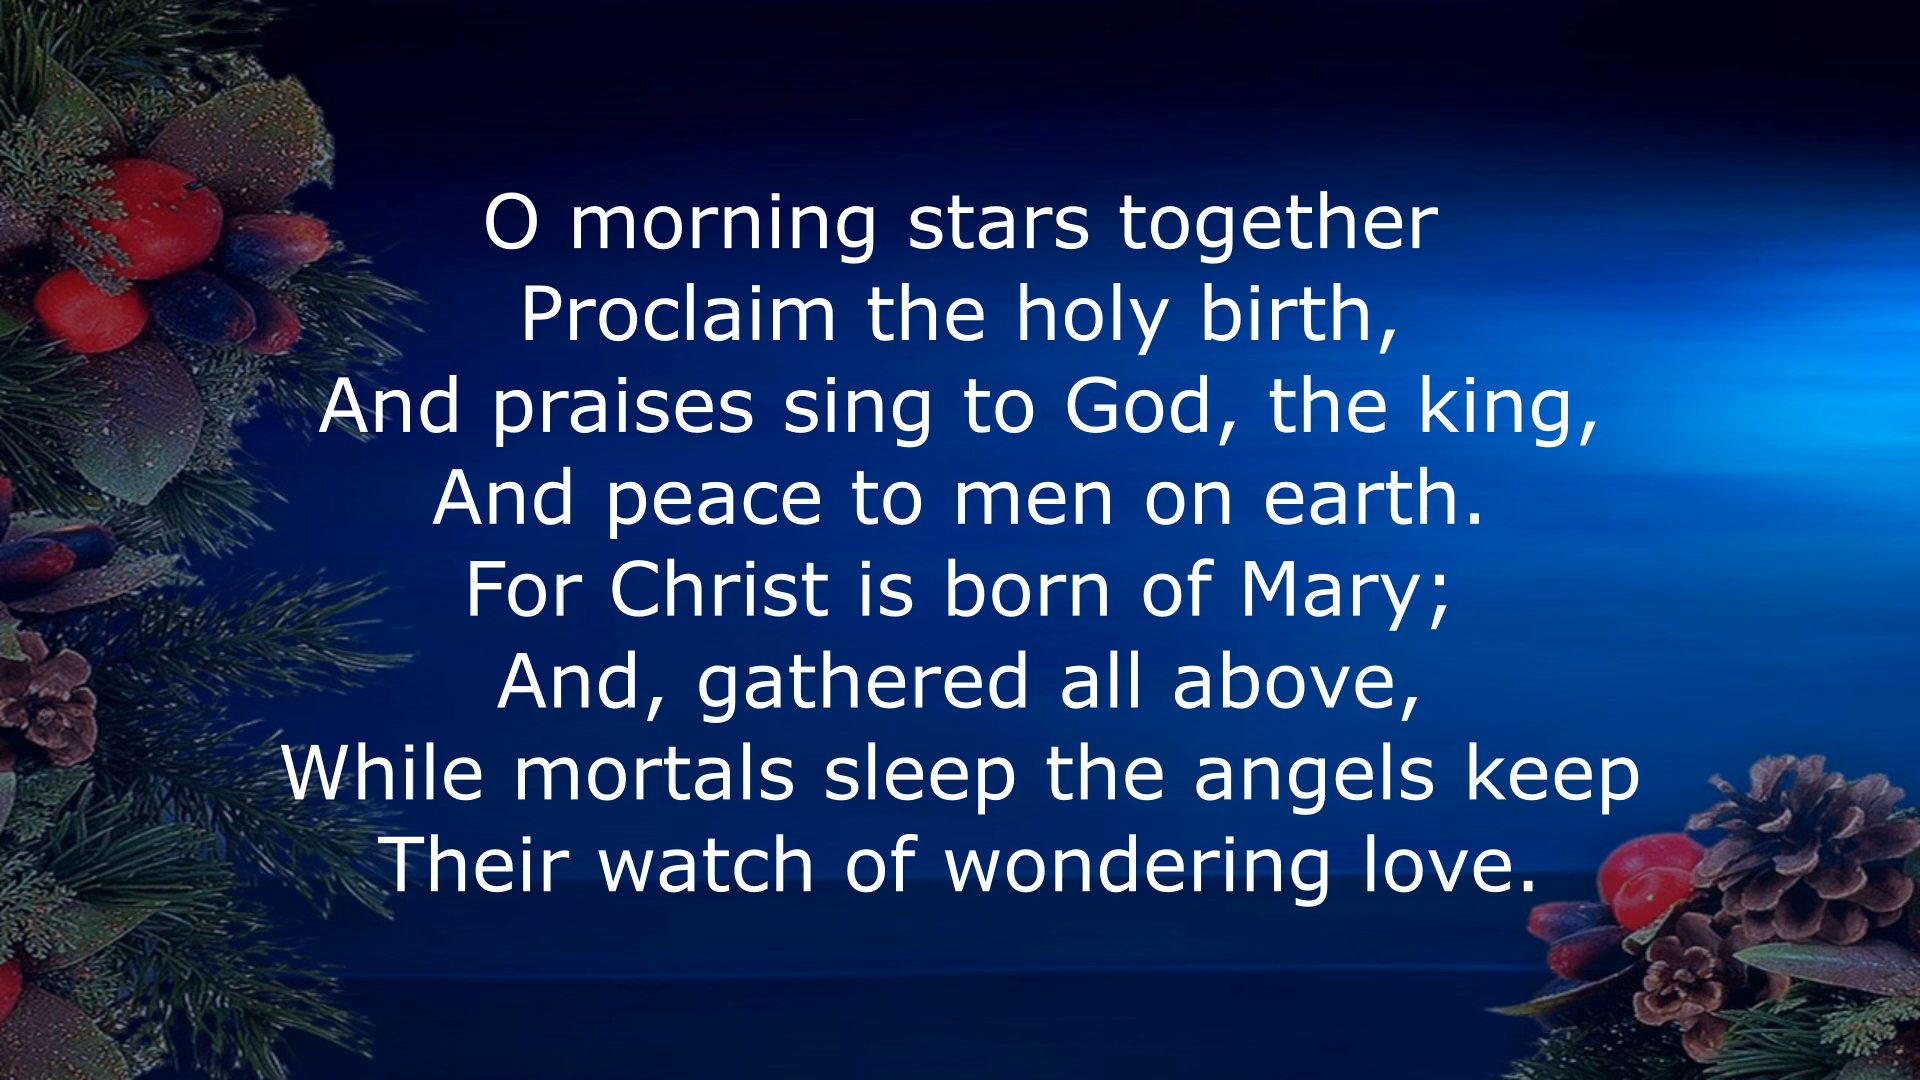 O morning stars together
Proclaim the holy birth,
And praises sing to God, the king,
And peace to men on earth.
For Christ is born of Mary;
And, gathered all above,
While mortals sleep the angels keep
Their watch of wondering love.